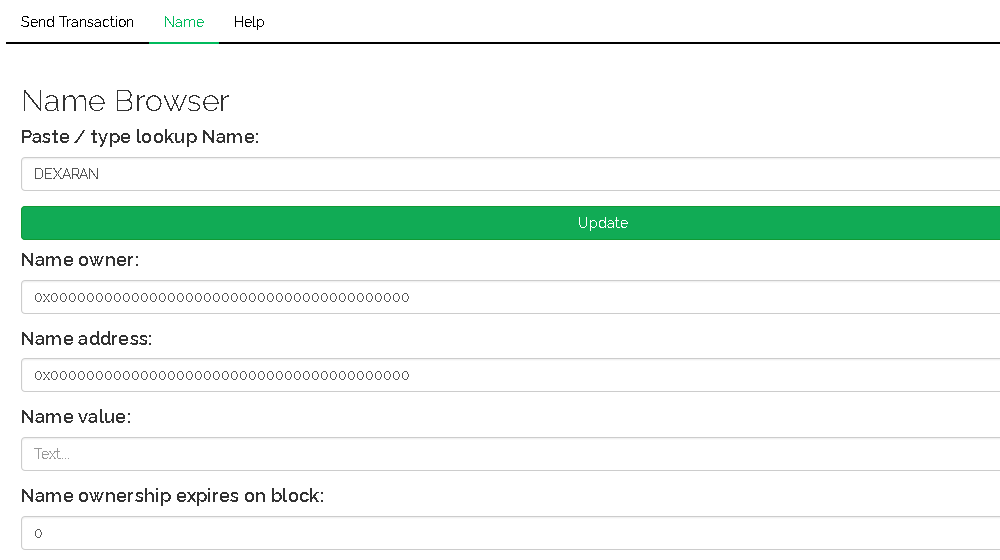 Send Transaction Name Help
Name Browser
Paste / type lookup Name:
DEXARAN
Update
Name owner:
0x0000000000000000000000000000000000000000
Name address:
0x0000000000000000000000000000000000000000
Name value:
Text...
Name ownership expires on block:
0